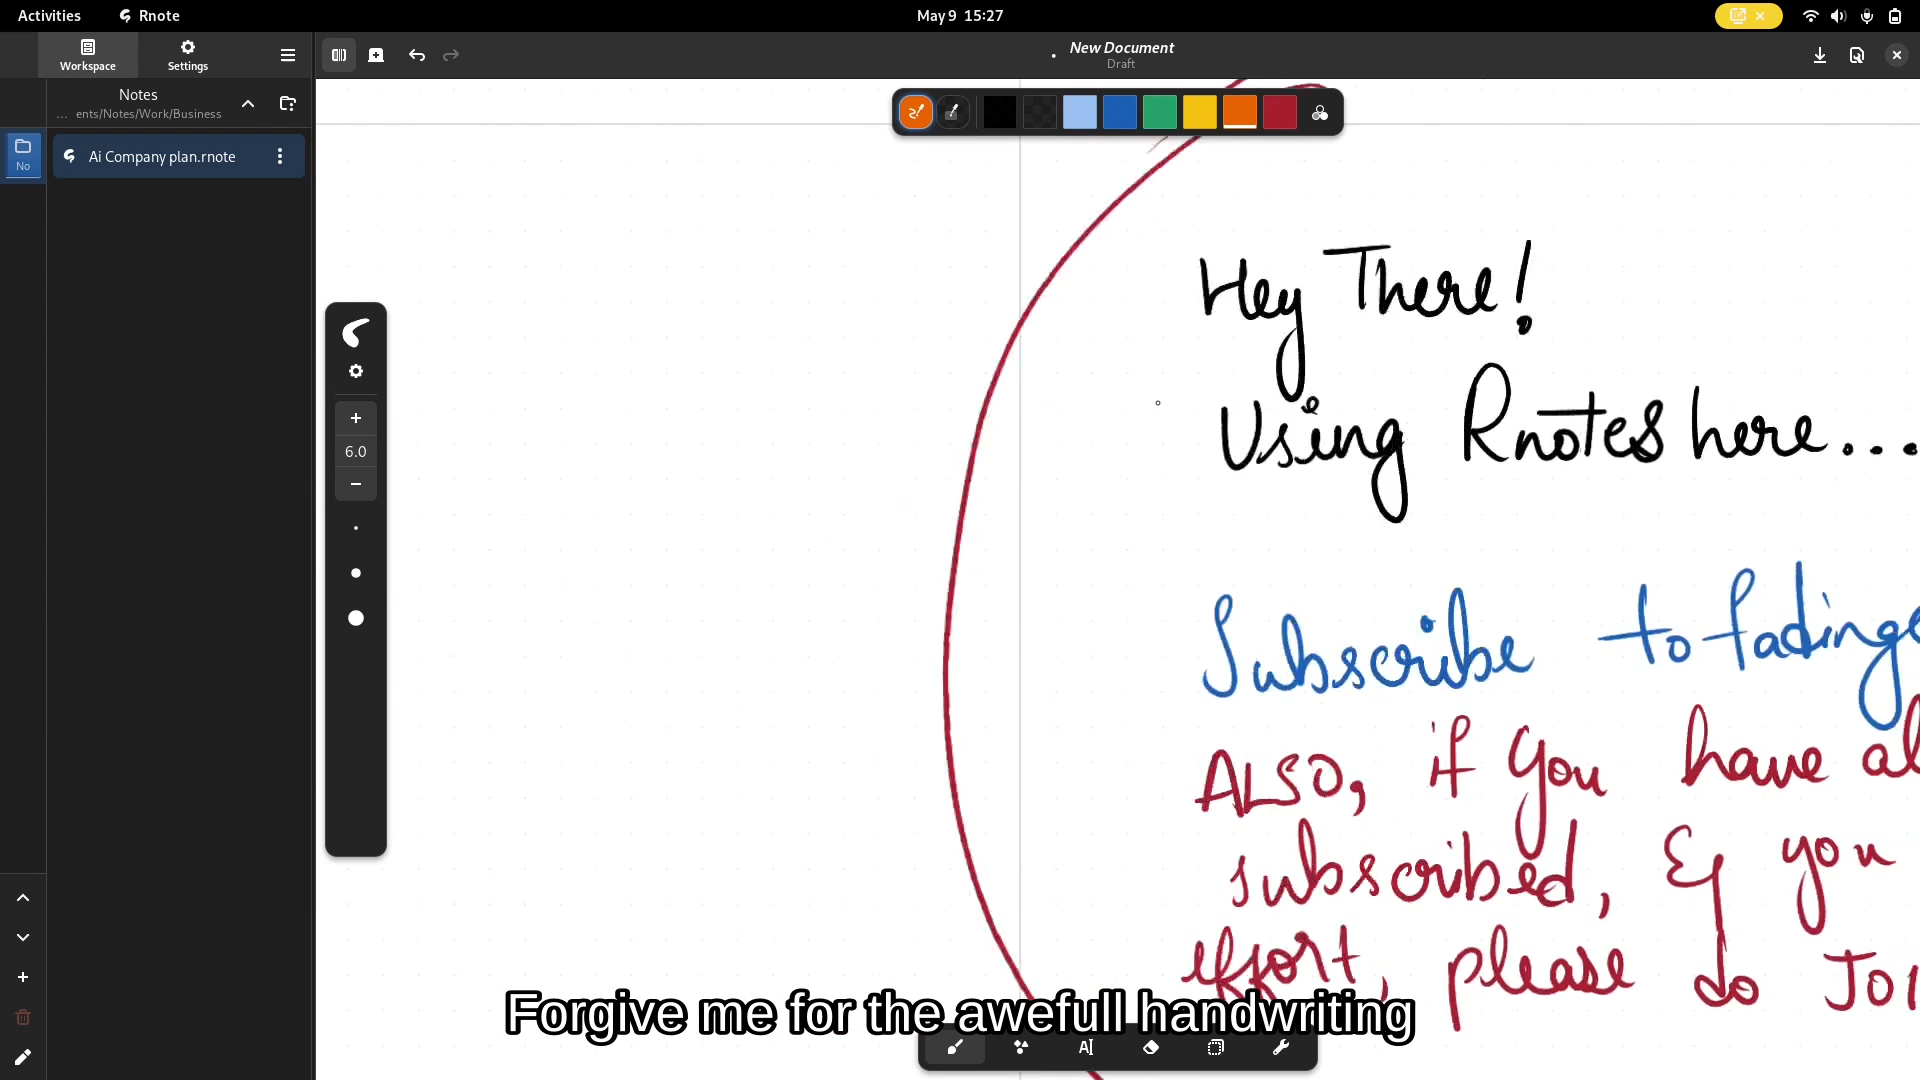 Activities Rnote May 9 15:27
Workspace Settings New Document
Draft
Notes
... ents/Notes/Work/Business
No
Ai Company plan.rnote
6.0
Hey There!
Using Rnotes here...
Subscribe to fading
ALSO, if you have al
subscribed, & you
effort, please do JOI
Forgive me for the awefull handwriting